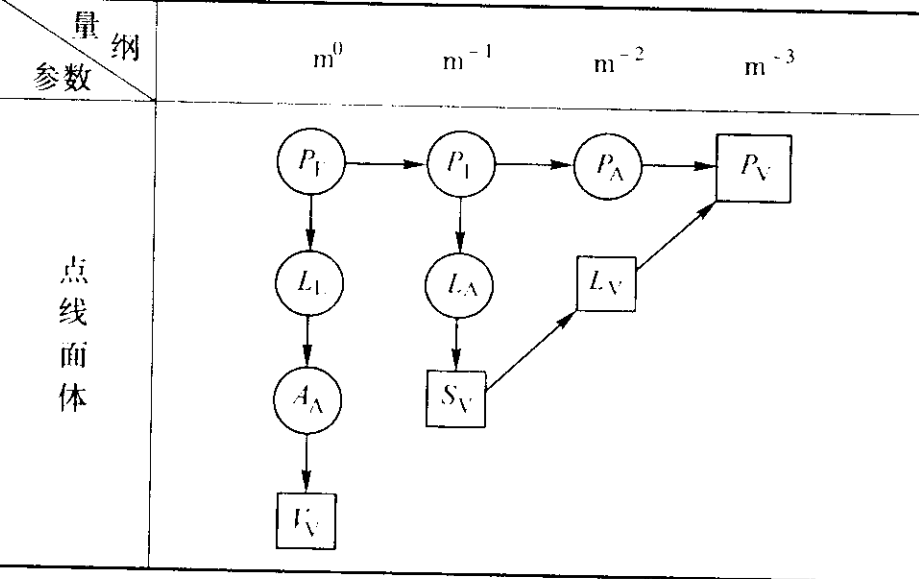 量纲
参数
m⁰ m⁻¹ m⁻² m⁻³
点
线
面
体
P_P P_L P_A P_V
L_L L_A L_V
A_A S_V
V_V